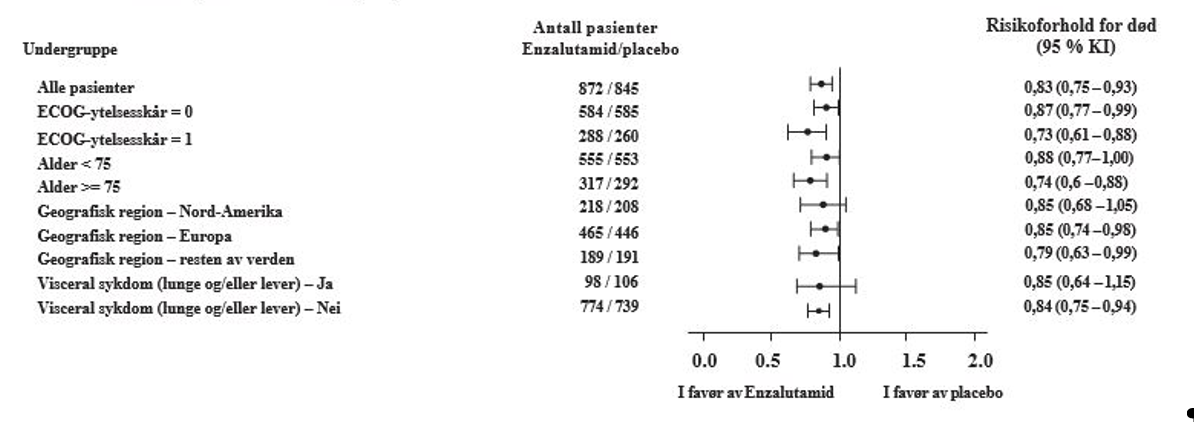 Undergruppe Antall pasienter Enzalutamid/placebo Risikoforhold for død (95 % KI)
Alle pasienter 872 / 845 0,83 (0,75–0,93)
ECOG-ytelsesskår = 0 584 / 585 0,87 (0,77–0,99)
ECOG-ytelsesskår = 1 288 / 260 0,73 (0,61–0,88)
Alder < 75 555 / 553 0,88 (0,77–1,00)
Alder >= 75 317 / 292 0,74 (0,6 –0,88)
Geografisk region – Nord-Amerika 218 / 208 0,85 (0,68 –1,05)
Geografisk region – Europa 465 / 446 0,85 (0,74 –0,98)
Geografisk region – resten av verden 189 / 191 0,79 (0,63–0,99)
Visceral sykdom (lunge og/eller lever) – Ja 98 / 106 0,85 (0,64 –1,15)
Visceral sykdom (lunge og/eller lever) – Nei 774 / 739 0,84 (0,75–0,94)
0.0 0.5 1.0 1.5 2.0
I favør av Enzalutamid I favør av placebo